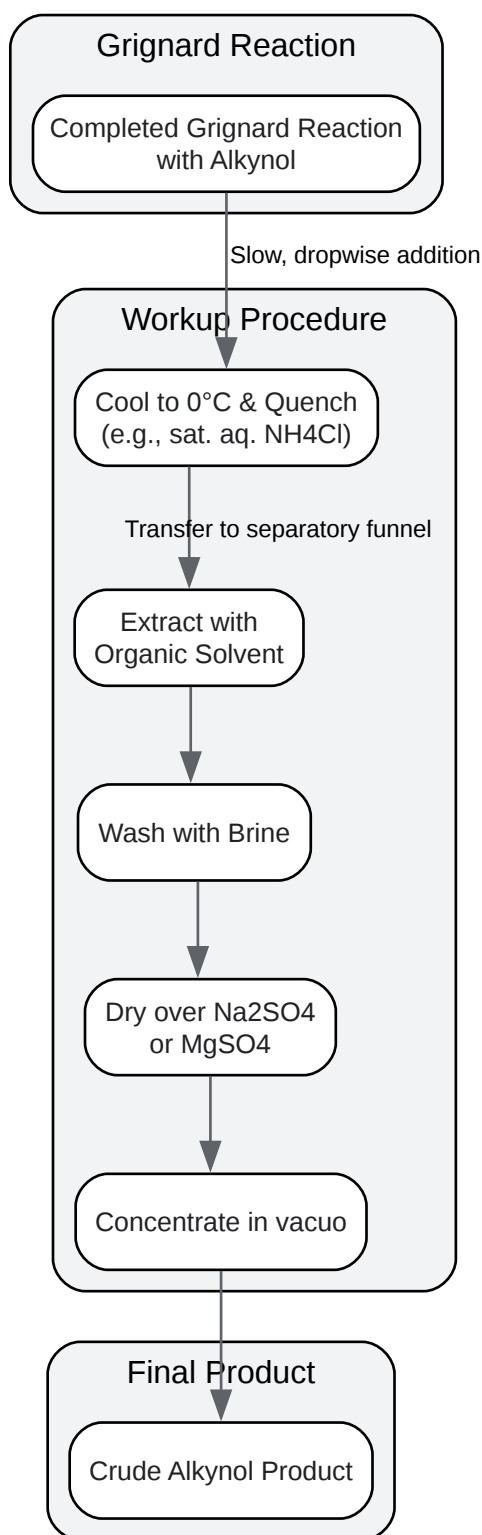 Grignard Reaction
Completed Grignard Reaction
with Alkynol
Slow, dropwise addition
Workup Procedure
Cool to 0°C & Quench
(e.g., sat. aq. NH4Cl)
Transfer to separatory funnel
Extract with
Organic Solvent
Wash with Brine
Dry over Na2SO4
or MgSO4
Concentrate in vacuo
Final Product
Crude Alkynol Product